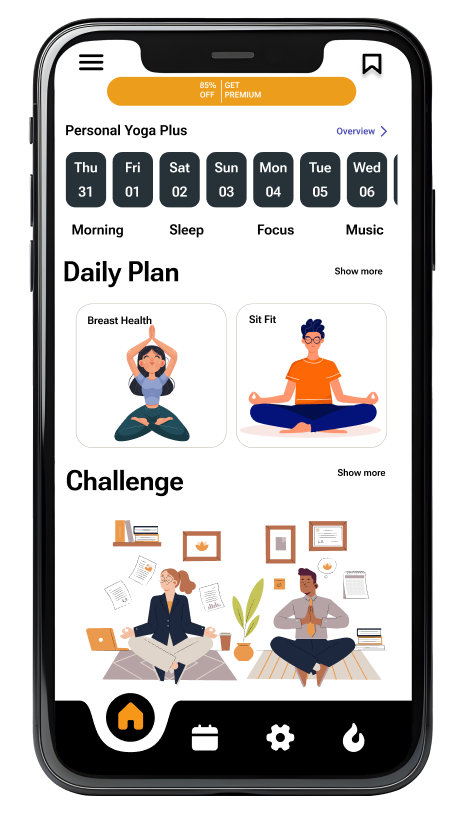 85% GET
OFF PREMIUM
Personal Yoga Plus
Overview
Thu Fri Sat Sun Mon Tue Wed
31 01 02 03 04 05 06
Morning Sleep Focus Music
Daily Plan
Show more
Breast Health
Sit Fit
Challenge
Show more